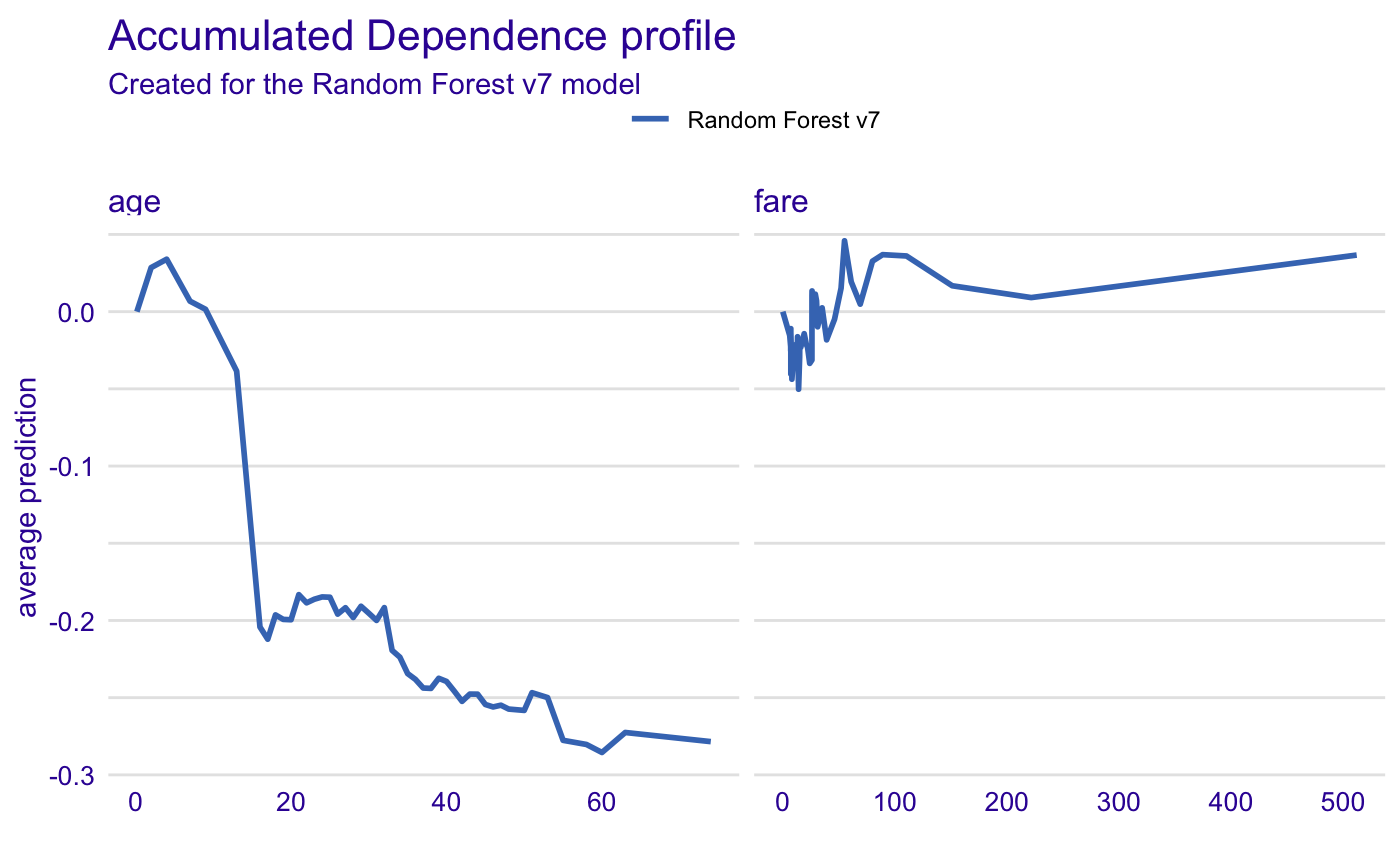 Accumulated Dependence profile
Created for the Random Forest v7 model
Random Forest v7
age
fare
average prediction
0.0
-0.1
-0.2
-0.3
0 20 40 60
0 100 200 300 400 500